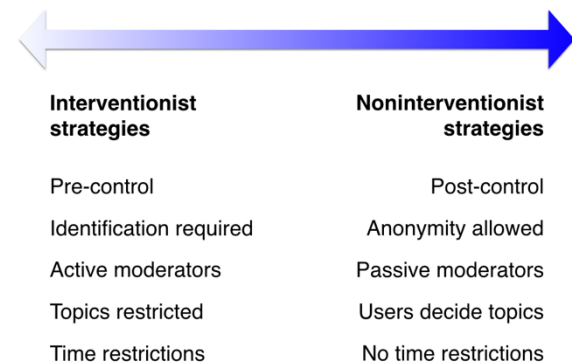 Interventionist
strategies
Noninterventionist
strategies
Pre-control
Post-control
Identification required
Anonymity allowed
Active moderators
Passive moderators
Topics restricted
Users decide topics
Time restrictions
No time restrictions